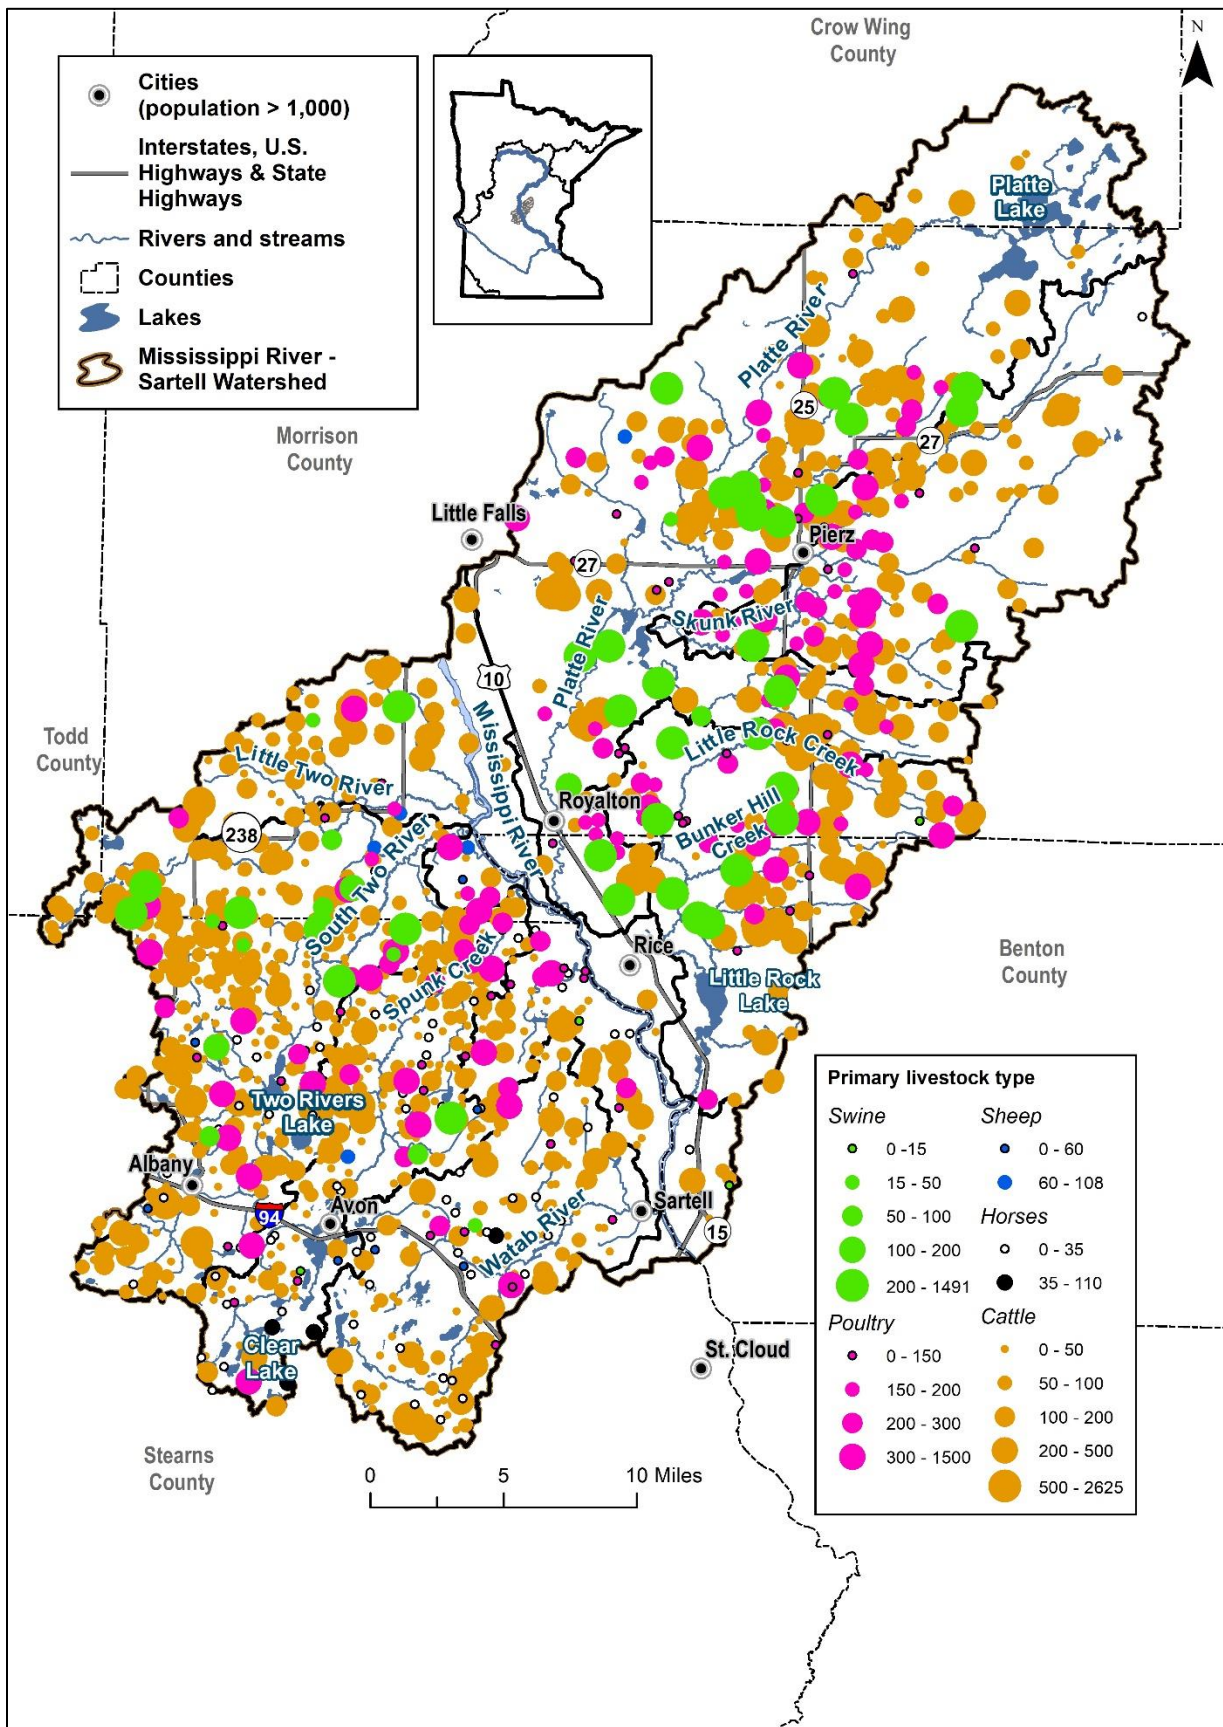 Crow Wing
County
N
Cities
(population > 1,000)
Interstates, U.S.
Highways & State
Highways
Rivers and streams
Counties
Lakes
Mississippi River -
Sartell Watershed
Platte
Lake
Platte River
25
27
Morrison
County
Little Falls
Pierz
27
Skunk River
Platte River
10
Mississippi River
Todd
County
Little Two River
Little Rock Creek
Royalton
Bunker Hill
Creek
238
South Two River
Spunk Creek
Rice
Benton
County
Little Rock
Lake
Two Rivers
Lake
Albany
Avon
94
Watab River
Sartell
15
Clear
Lake
St. Cloud
Stearns
County
0 5 10 Miles
Primary livestock type
Swine
0 -15
15 - 50
50 - 100
100 - 200
200 - 1491
Poultry
0 - 150
150 - 200
200 - 300
300 - 1500
Sheep
0 - 60
60 - 108
Horses
0 - 35
35 - 110
Cattle
0 - 50
50 - 100
100 - 200
200 - 500
500 - 2625